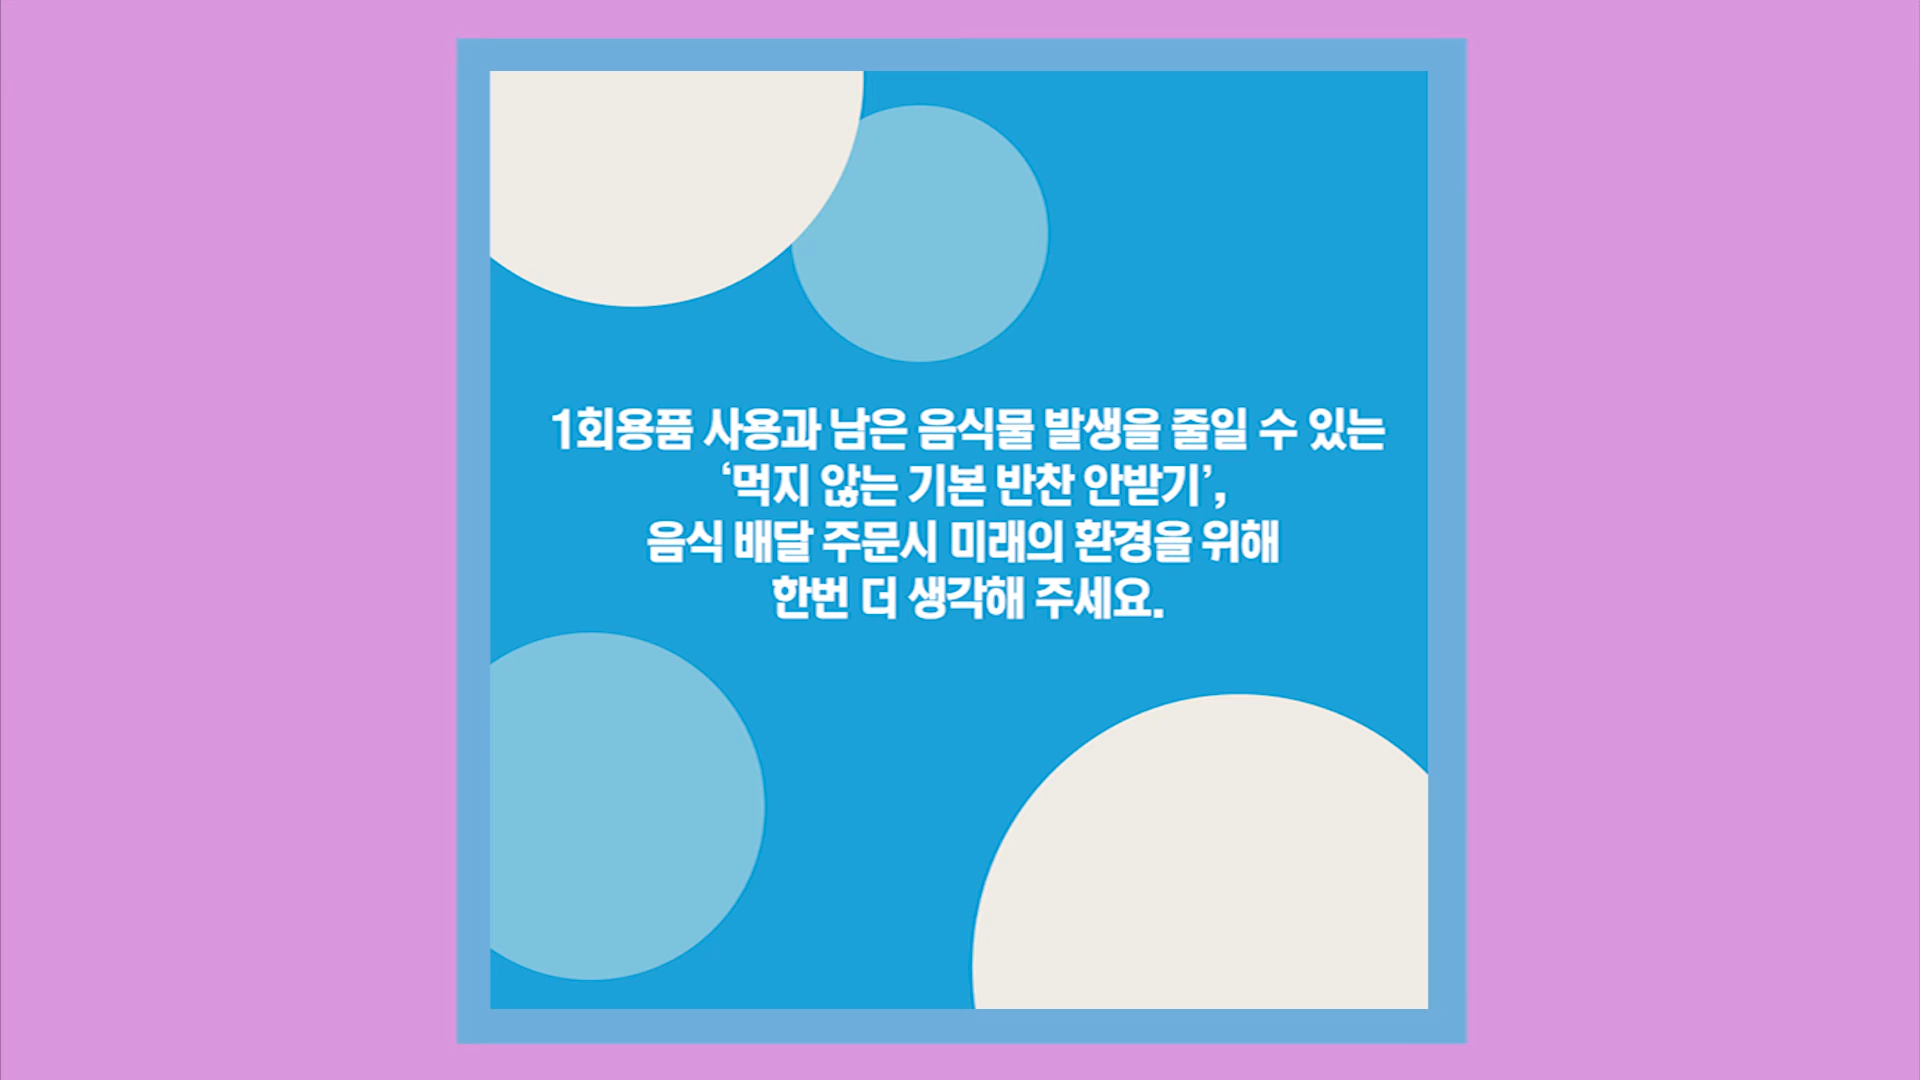 1회용품 사용과 남은 음식물 발생을 줄일 수 있는
‘먹지 않는 기본 반찬 안받기’,
음식 배달 주문시 미래의 환경을 위해
한번 더 생각해 주세요.